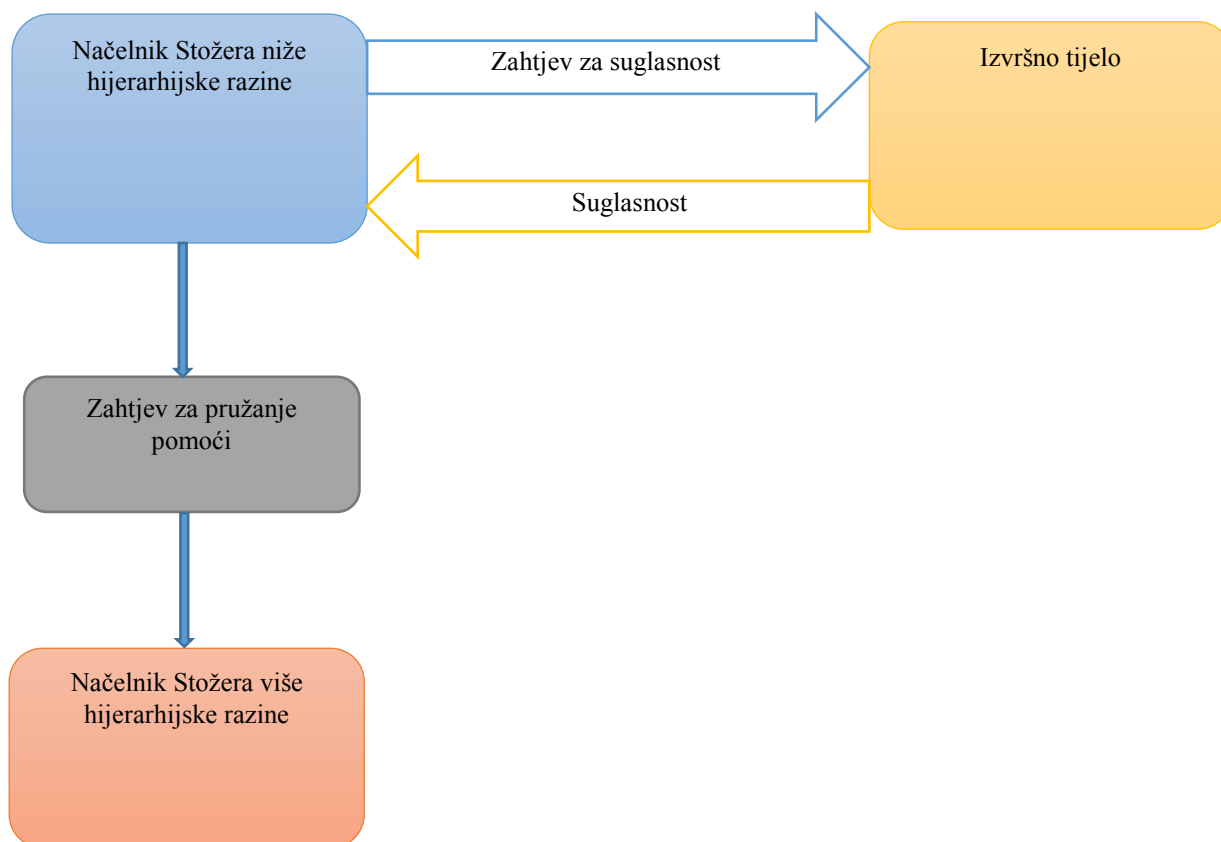 Načelnik Stožera niže
hijerarhijske razine
Zahtjev za suglasnost
Izvršno tijelo
Suglasnost
Zahtjev za pružanje
pomoći
Načelnik Stožera više
hijerarhijske razine